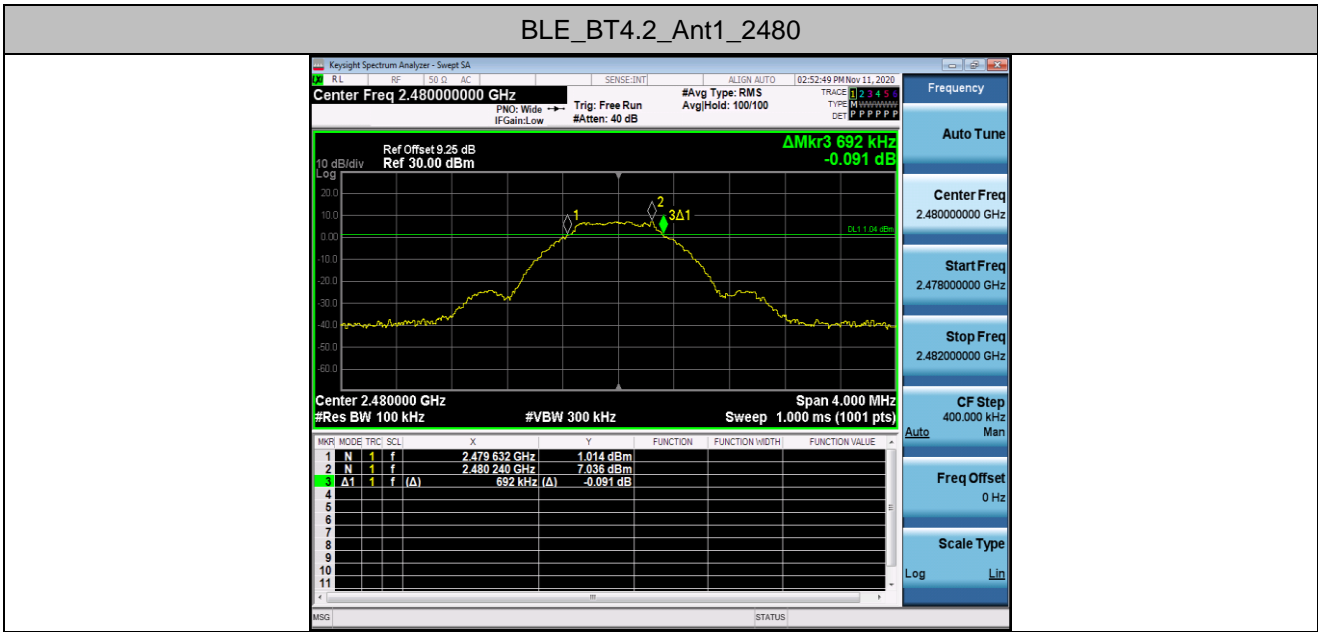 BLE_BT4.2_Ant1_2480
Keysight Spectrum Analyzer - Swept SA
RL RF 50 Ω AC SENSE:INT ALIGN AUTO 02:52:49 PM Nov 11, 2020
Center Freq 2.480000000 GHz #Avg Type: RMS TRACE 1 2 3 4 5 6
PNO: Wide Trig: Free Run Avg|Hold: 100/100 TYPE M WWWWW
IFGain:Low #Atten: 40 dB DET P P P P P P
ΔMkr3 692 kHz
-0.091 dB
Ref Offset 9.25 dB
10 dB/div Ref 30.00 dBm
Log
20.0
10.0
0.00
-10.0
-20.0
-30.0
-40.0
-50.0
-60.0
1
2
3Δ1
DL1 1.04 dBm
Center 2.480000 GHz Span 4.000 MHz
#Res BW 100 kHz #VBW 300 kHz Sweep 1.000 ms (1001 pts)
MKR MODE TRC SCL X Y FUNCTION FUNCTION WIDTH FUNCTION VALUE
1 N 1 f 2.479 632 GHz 1.014 dBm
2 N 1 f 2.480 240 GHz 7.036 dBm
3 Δ1 1 f (Δ) 692 kHz (Δ) -0.091 dB
4
5
6
7
8
9
10
11
MSG STATUS
Frequency
Auto Tune
Center Freq
2.480000000 GHz
Start Freq
2.478000000 GHz
Stop Freq
2.482000000 GHz
CF Step
400.000 kHz
Auto Man
Freq Offset
0 Hz
Scale Type
Log Lin